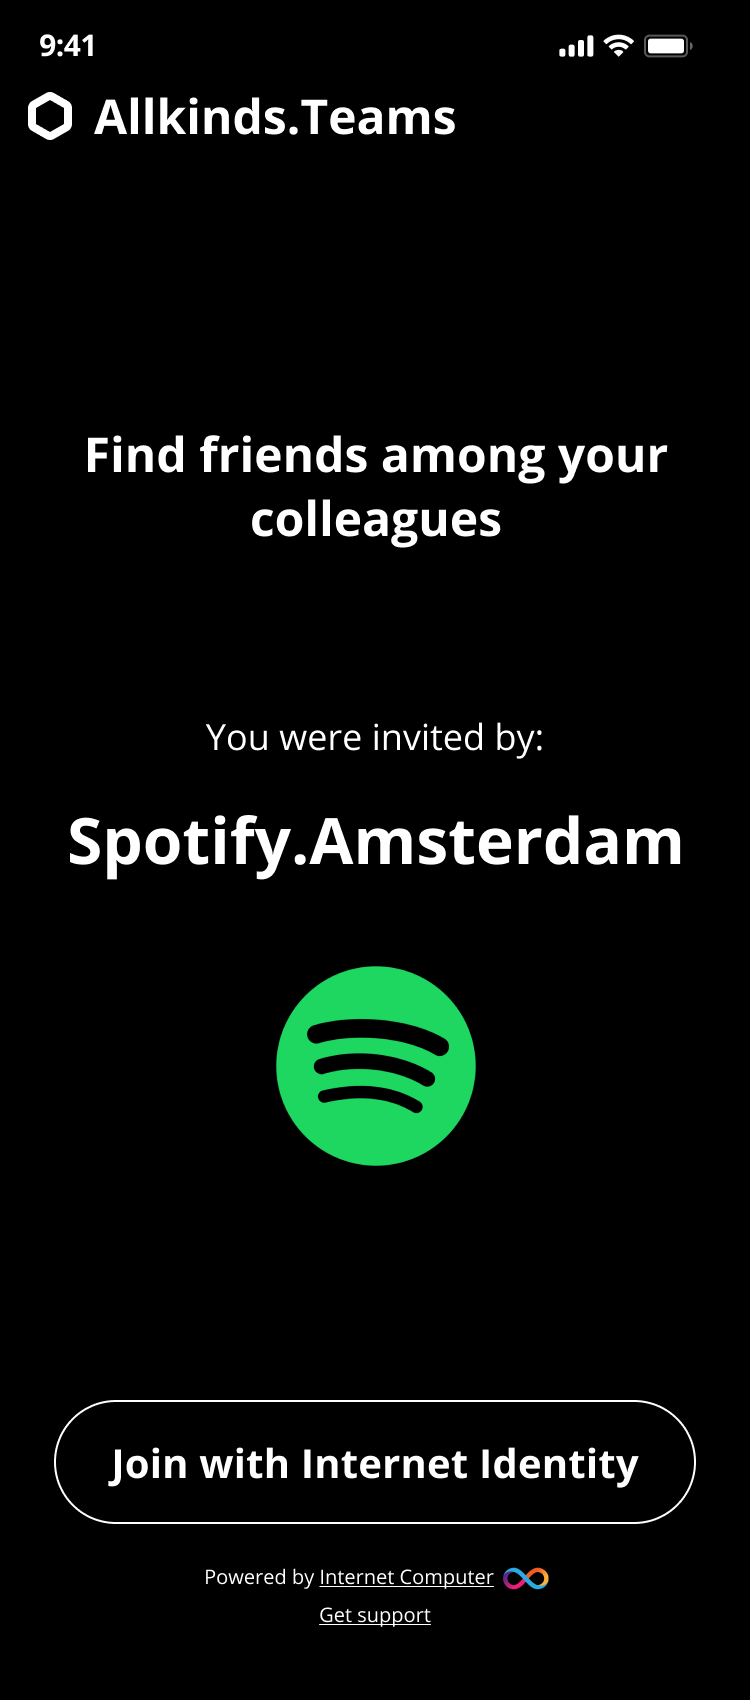 9:41
Allkinds.Teams
Find friends among your
colleagues
You were invited by:
Spotify.Amsterdam
Join with Internet Identity
Powered by Internet Computer
Get support